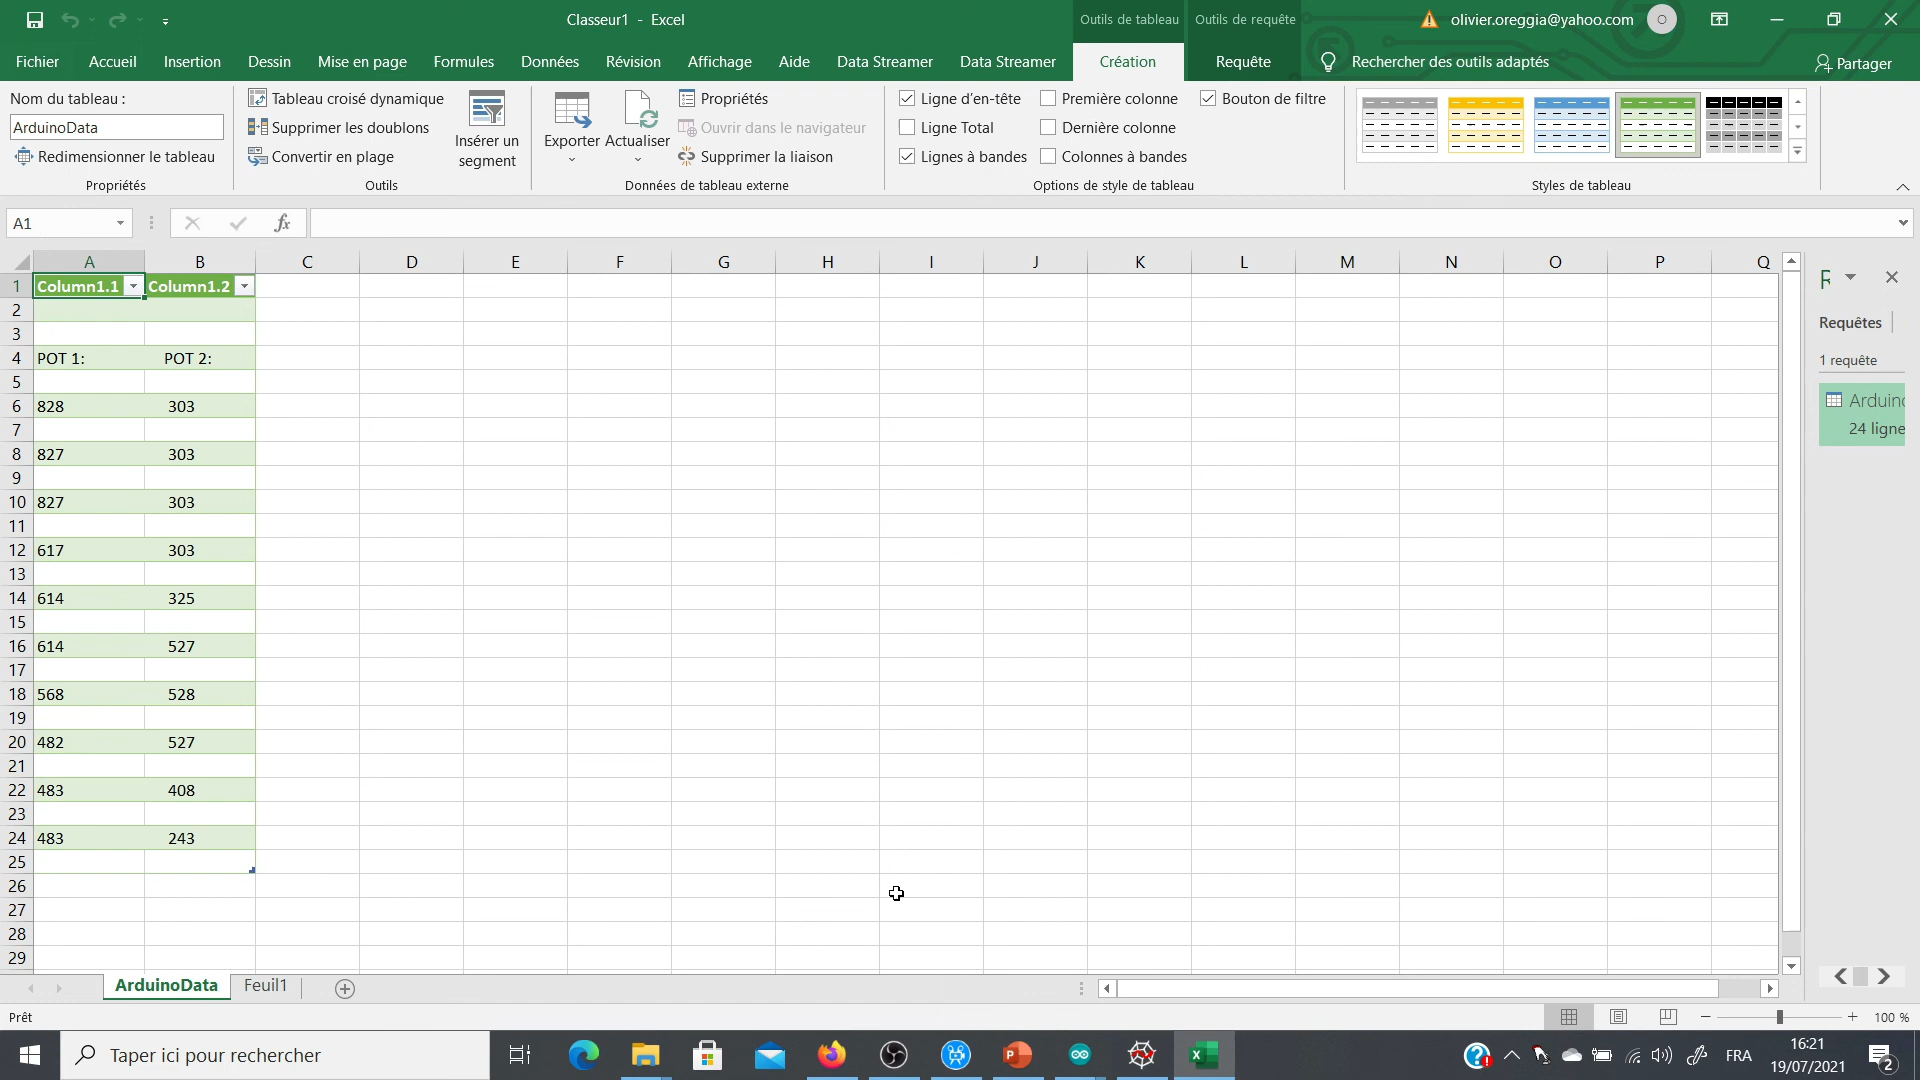 Classeur1 - Excel
Outils de tableau
Outils de requête
olivier.oreggia@yahoo.com
O
Fichier
Accueil
Insertion
Dessin
Mise en page
Formules
Données
Révision
Affichage
Aide
Data Streamer
Data Streamer
Création
Requête
Rechercher des outils adaptés
Partager
Nom du tableau :
ArduinoData
Redimensionner le tableau
Propriétés
Tableau croisé dynamique
Supprimer les doublons
Convertir en plage
Insérer un
segment
Outils
Exporter
Actualiser
Propriétés
Ouvrir dans le navigateur
Supprimer la liaison
Données de tableau externe
Ligne d'en-tête
Ligne Total
Lignes à bandes
Première colonne
Dernière colonne
Colonnes à bandes
Bouton de filtre
Options de style de tableau
Styles de tableau
A1
fx
A B C D E F G H I J K L M N O P Q
1 Column1.1 Column1.2
2
3
4 POT 1: POT 2:
5
6 828 303
7
8 827 303
9
10 827 303
11
12 617 303
13
14 614 325
15
16 614 527
17
18 568 528
19
20 482 527
21
22 483 408
23
24 483 243
25
26
27
28
29
Requêtes
1 requête
Arduino
24 ligne
ArduinoData
Feuil1
Prêt
100 %
Taper ici pour rechercher
FRA
16:21
19/07/2021
2